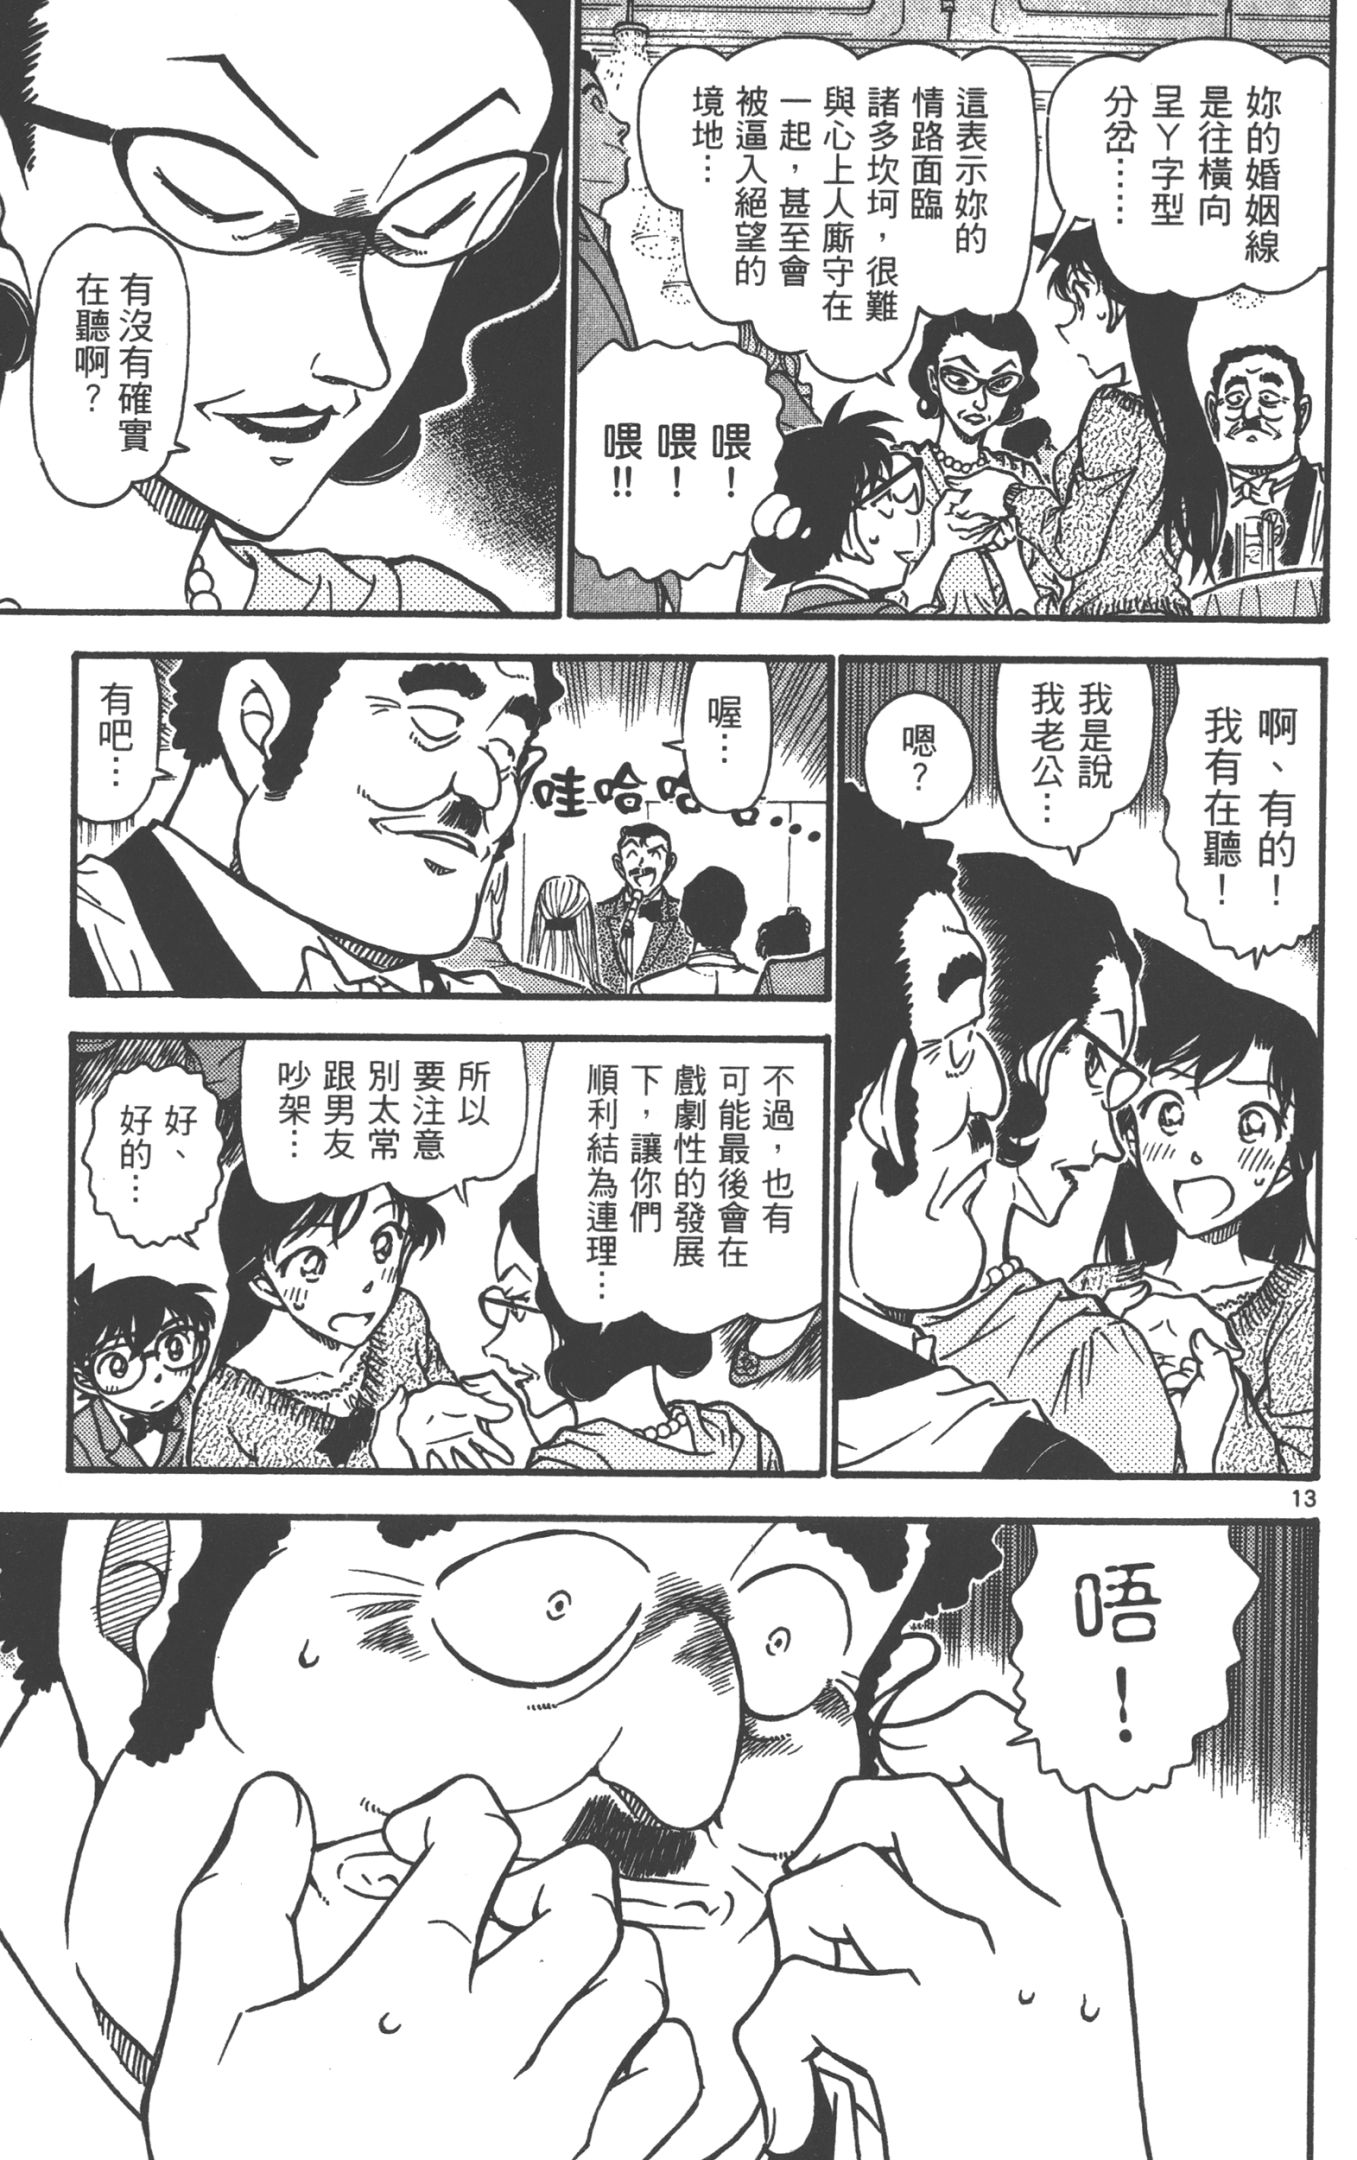 妳的婚姻線
是往橫向
呈Y字型
分岔……
這表示妳的
情路面臨
諸多坎坷，很難
與心上人廝守在
一起，甚至會
被逼入絕望的
境地…
喂！
喂！
喂!!
有沒有確實
在聽啊？
啊、有的！
我有在聽！
我是說
我老公…
嗯？
喔…
哇哈哈哈…
有吧…
不過，也有
可能最後會在
戲劇性的發展
下，讓你們
順利結為連理…
所以
要注意
別太常
跟男友
吵架…
好、
好的…
13
唔！